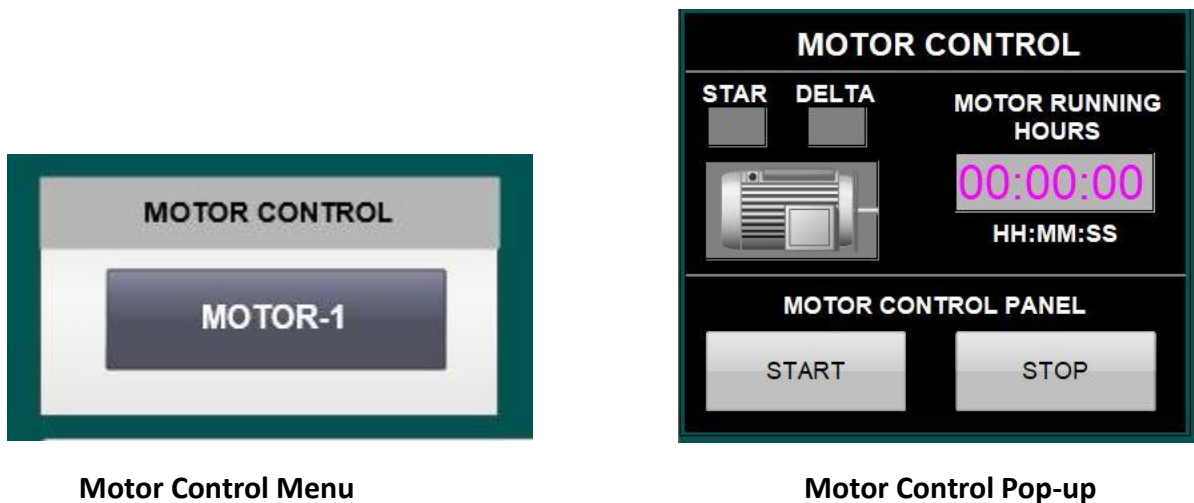 MOTOR CONTROL
MOTOR-1
Motor Control Menu
MOTOR CONTROL
STAR DELTA
MOTOR RUNNING
HOURS
00:00:00
HH:MM:SS
MOTOR CONTROL PANEL
START STOP
Motor Control Pop-up